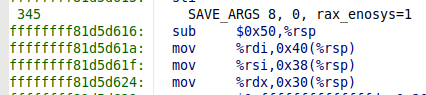 345 SAVE_ARGS 8, 0, rax_enosys=1
ffffffff81d5d616: sub $0x50,%rsp
ffffffff81d5d61a: mov %rdi,0x40(%rsp)
ffffffff81d5d61f: mov %rsi,0x38(%rsp)
ffffffff81d5d624: mov %rdx,0x30(%rsp)